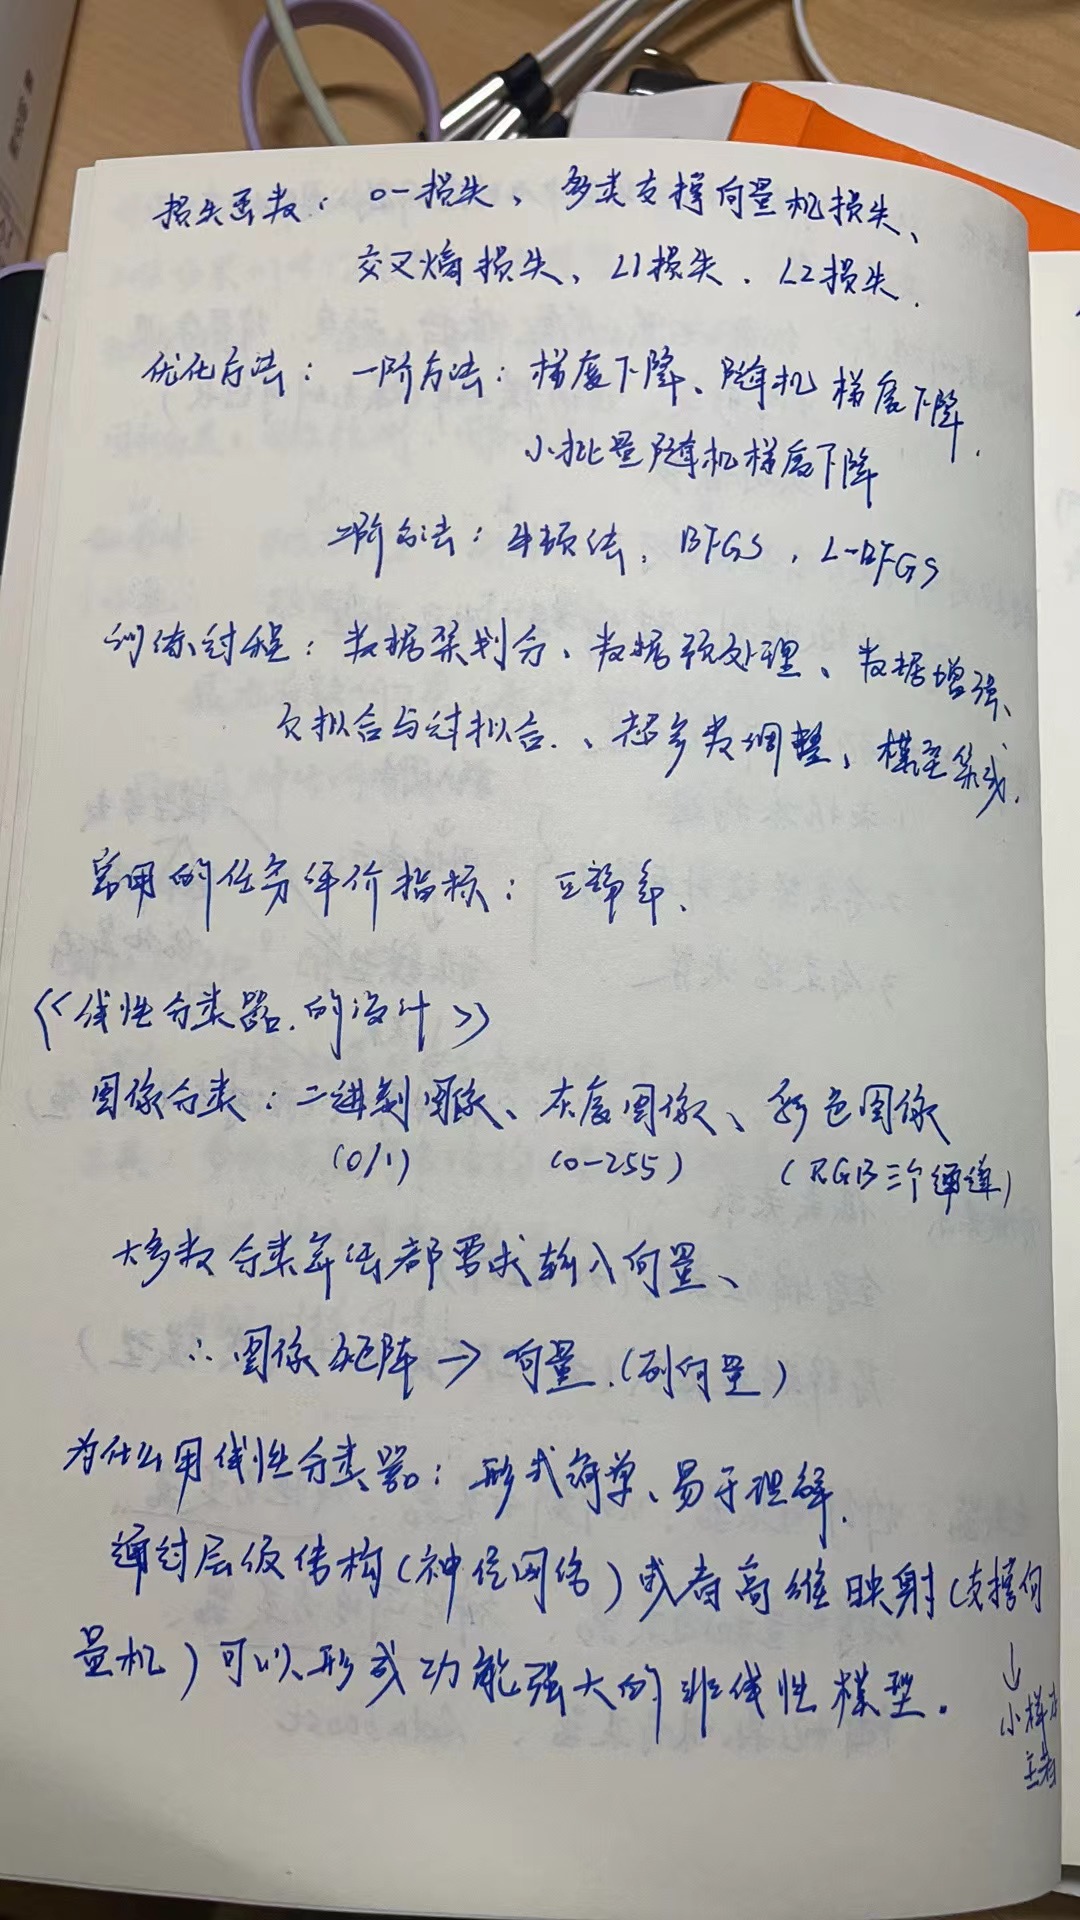 损失函数：0-1损失、多类支撑向量机损失、
交叉熵损失、L1损失、L2损失.
优化方法：一阶方法：梯度下降、随机梯度下降.
小批量随机梯度下降
二阶方法：牛顿法、BFGS、L-BFGS
训练过程：数据集划分、数据预处理、数据增强、
欠拟合与过拟合、超参数调整、模型集成.
常用的任务评价指标：正确率、
《线性分类器的设计》
图像分类：二进制图像、灰度图像、彩色图像
(0/1) (0-255) (RGB三个通道)
大多数分类算法都要求输入向量、
∴ 图像矩阵→向量.(列向量)
为什么用线性分类器：形式简单、易于理解.
通过层级结构(神经网络)或者高维映射(支撑向
量机)可以形成功能强大的非线性模型.
↓
小样本